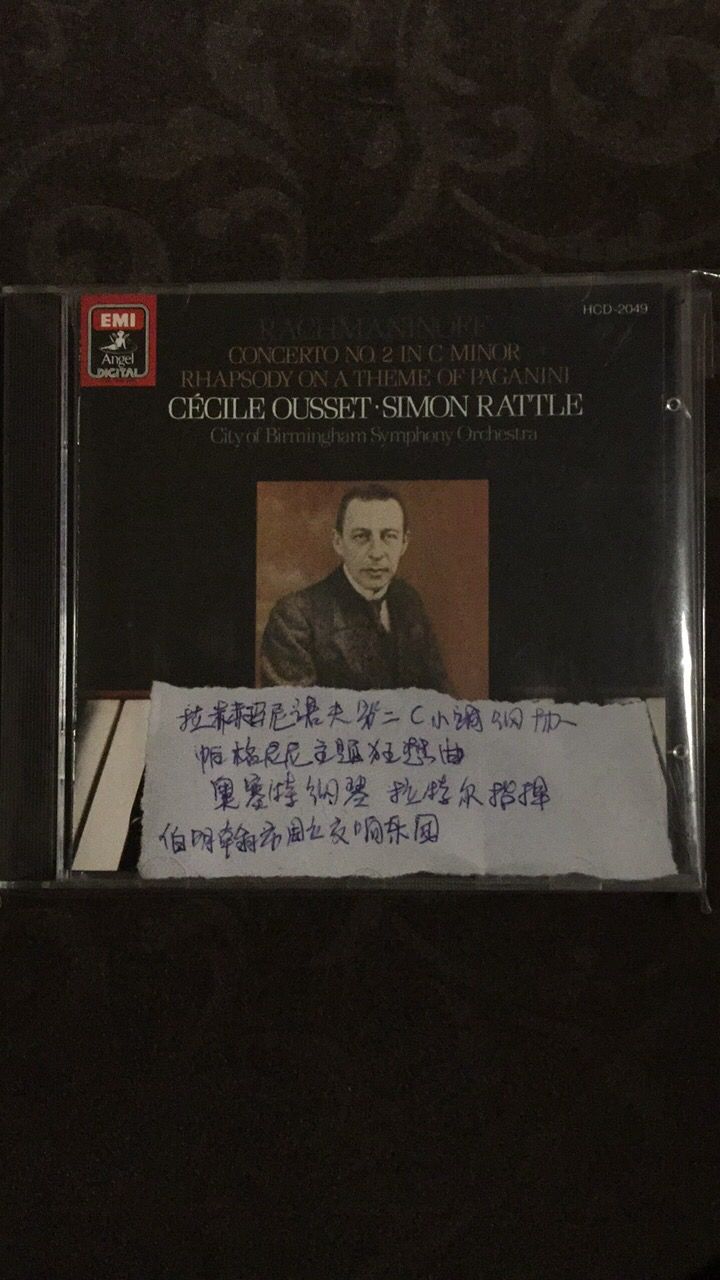 EMI
Angel
DIGITAL
HCD-2049
RACHMANINOFF
CONCERTO NO. 2 IN C MINOR
RHAPSODY ON A THEME OF PAGANINI
CÉCILE OUSSET · SIMON RATTLE
City of Birmingham Symphony Orchestra
尼诺夫第二C小调钢协
帕格尼尼主题狂想曲
奥塞特钢琴 拉特尔指挥
伯明翰市交响乐团